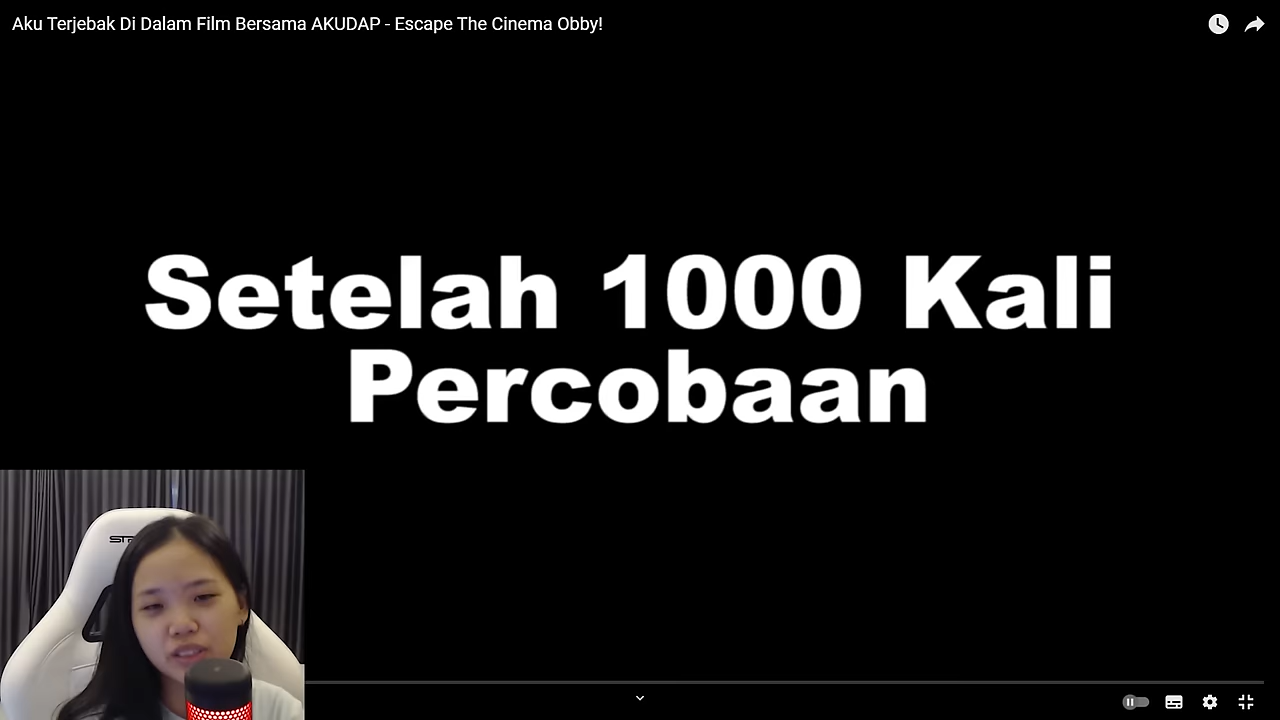 Aku Terjebak Di Dalam Film Bersama AKUDAP - Escape The Cinema Obby!
Setelah 1000 Kali
Percobaan